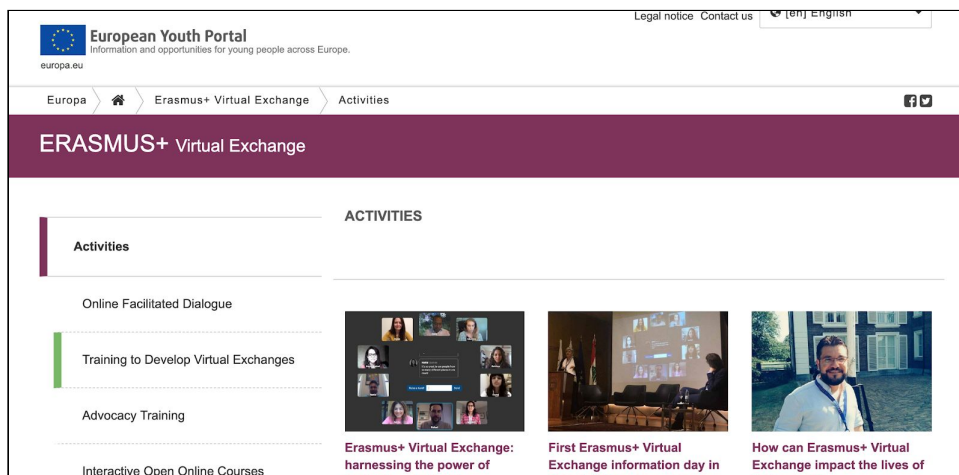 Legal notice Contact us [en] English
European Youth Portal
Information and opportunities for young people across Europe.
europa.eu
Europa Erasmus+ Virtual Exchange Activities
ERASMUS+ Virtual Exchange
Activities
Online Facilitated Dialogue
Training to Develop Virtual Exchanges
Advocacy Training
Interactive Open Online Courses
ACTIVITIES
Erasmus+ Virtual Exchange:
harnessing the power of
First Erasmus+ Virtual
Exchange information day in
How can Erasmus+ Virtual
Exchange impact the lives of